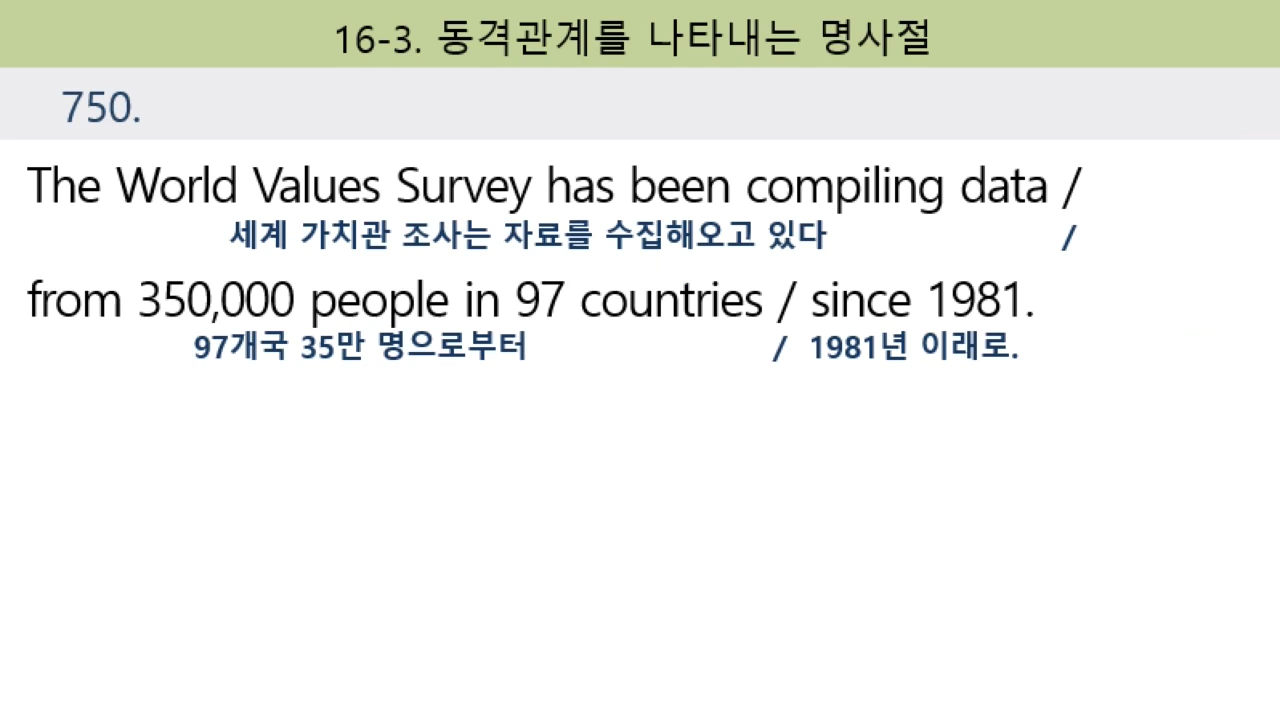 16-3. 동격관계를 나타내는 명사절
750.
The World Values Survey has been compiling data /
세계 가치관 조사는 자료를 수집해오고 있다 /
from 350,000 people in 97 countries / since 1981.
97개국 35만 명으로부터 / 1981년 이래로.